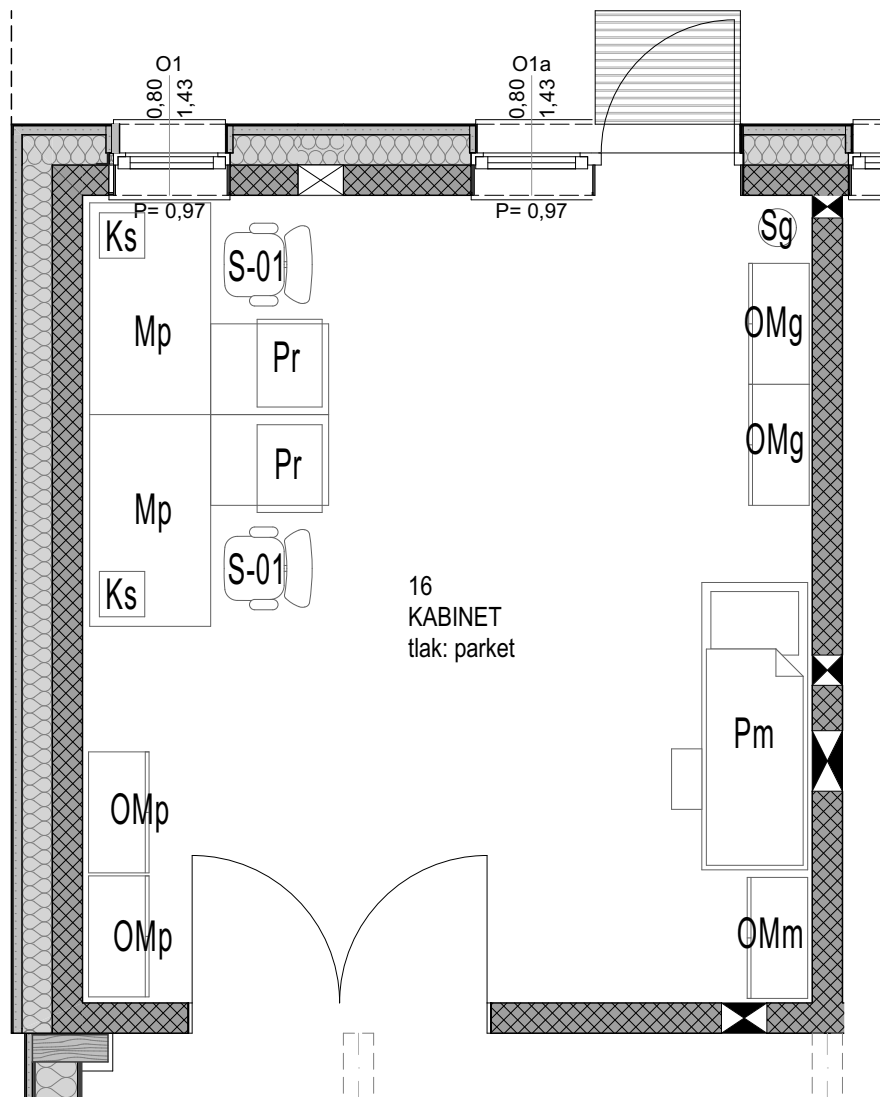 O1
0,80
1,43
O1a
0,80
1,43
P= 0,97
P= 0,97
Ks
S-01
Sg
Mp
Pr
OMg
OMg
Pr
Mp
S-01
Ks
16
KABINET
tlak: parket
Pm
OMp
OMp
OMm